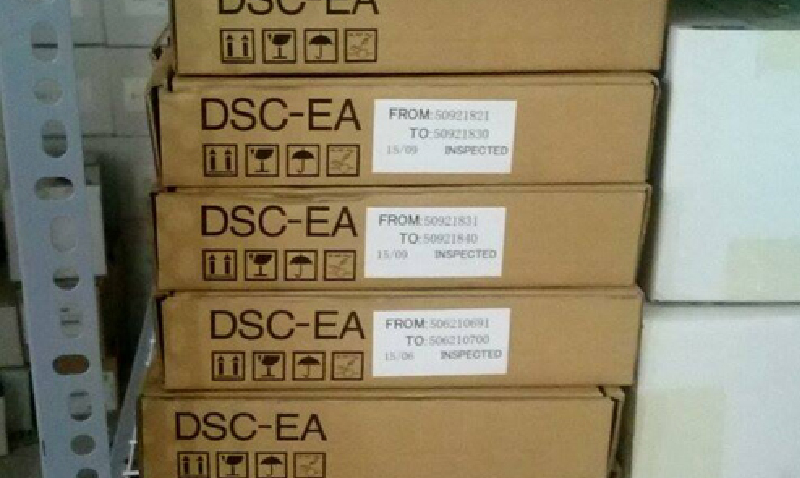 DSC-EA
DSC-EA
FROM:50921821
TO:50921830
15/09 INSPECTED
DSC-EA
FROM:50921831
TO:50921840
15/09 INSPECTED
DSC-EA
FROM:506210691
TO:506210700
15/06 INSPECTED
DSC-EA